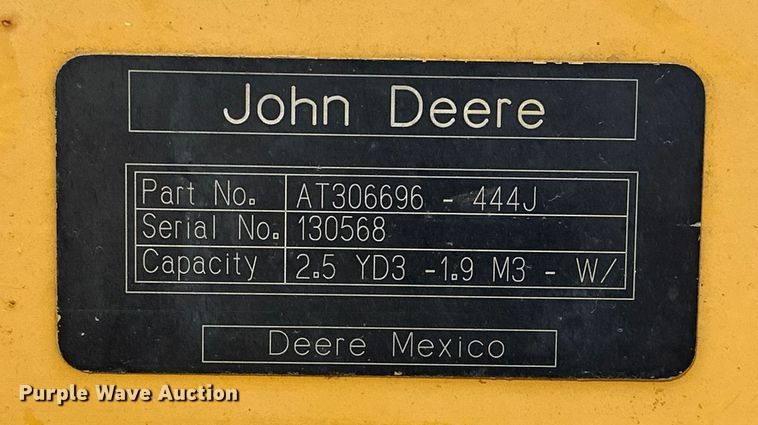 John Deere
Part No. AT306696 - 444J
Serial No. 130568
Capacity 2.5 YD3 -1.9 M3 - W/
Deere Mexico
Purple Wave Auction